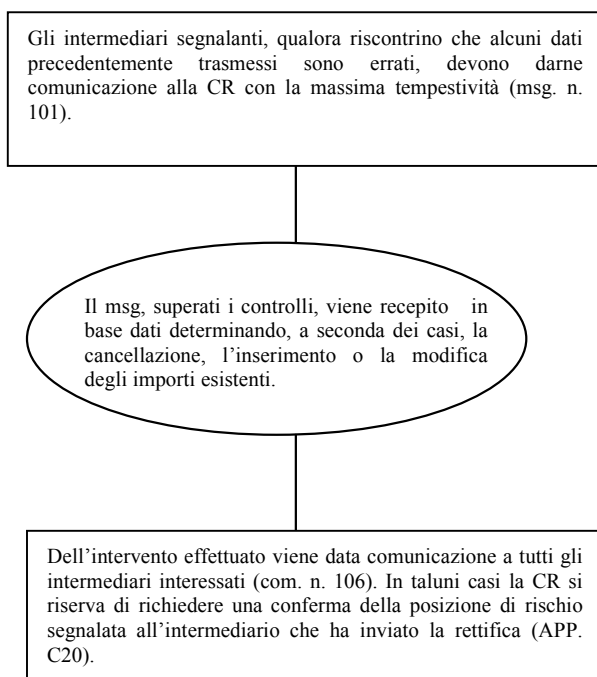 Gli intermediari segnalanti, qualora riscontrino che alcuni dati
precedentemente trasmessi sono errati, devono darne
comunicazione alla CR con la massima tempestività (msg. n.
101).
Il msg, superati i controlli, viene recepito in
base dati determinando, a seconda dei casi, la
cancellazione, l’inserimento o la modifica
degli importi esistenti.
Dell’intervento effettuato viene data comunicazione a tutti gli
intermediari interessati (com. n. 106). In taluni casi la CR si
riserva di richiedere una conferma della posizione di rischio
segnalata all’intermediario che ha inviato la rettifica (APP.
C20).